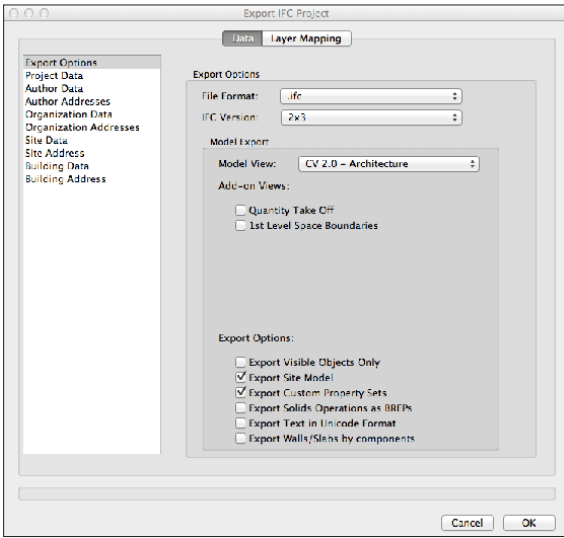 Export IFC Project
Data
Layer Mapping
Export Options
Project Data
Author Data
Author Addresses
Organization Data
Organization Addresses
Site Data
Site Address
Building Data
Building Address
Export Options
File Format: .ifc
IFC Version: 2x3
Model Export
Model View: CV 2.0 - Architecture
Add-on Views:
Quantity Take Off
1st Level Space Boundaries
Export Options:
Export Visible Objects Only
Export Site Model
Export Custom Property Sets
Export Solids Operations as BREPs
Export Text in Unicode Format
Export Walls/Slabs by components
Cancel
OK